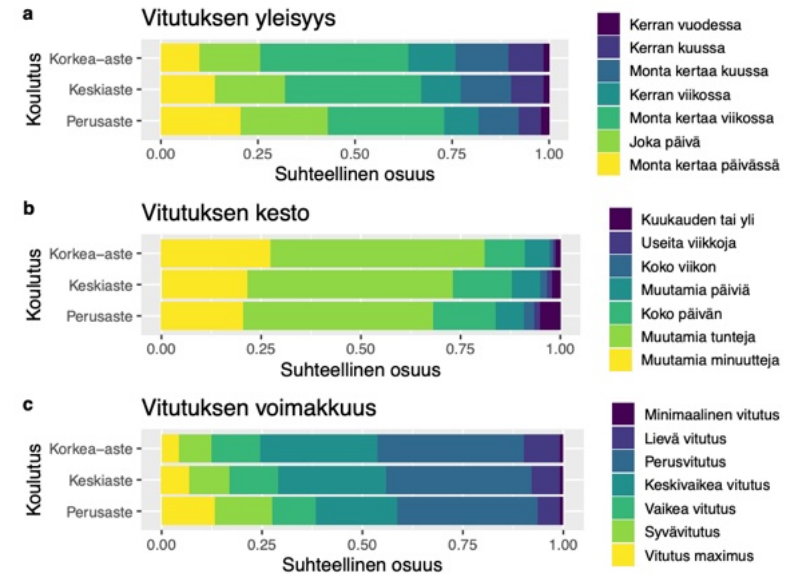 a
Vitutuksen yleisyys
Koulutus
Korkea-aste
Keskiaste
Perusaste
0.00 0.25 0.50 0.75 1.00
Suhteellinen osuus
Kerran vuodessa
Kerran kuussa
Monta kertaa kuussa
Kerran viikossa
Monta kertaa viikossa
Joka päivä
Monta kertaa päivässä
b
Vitutuksen kesto
Koulutus
Korkea-aste
Keskiaste
Perusaste
0.00 0.25 0.50 0.75 1.00
Suhteellinen osuus
Kuukauden tai yli
Useita viikkoja
Koko viikon
Muutamia päiviä
Koko päivän
Muutamia tunteja
Muutamia minuutteja
c
Vitutuksen voimakkuus
Koulutus
Korkea-aste
Keskiaste
Perusaste
0.00 0.25 0.50 0.75 1.00
Suhteellinen osuus
Minimaalinen vitutus
Lievä vitutus
Perusvitutus
Keskivaikea vitutus
Vaikea vitutus
Syvävitutus
Vitutus maximus